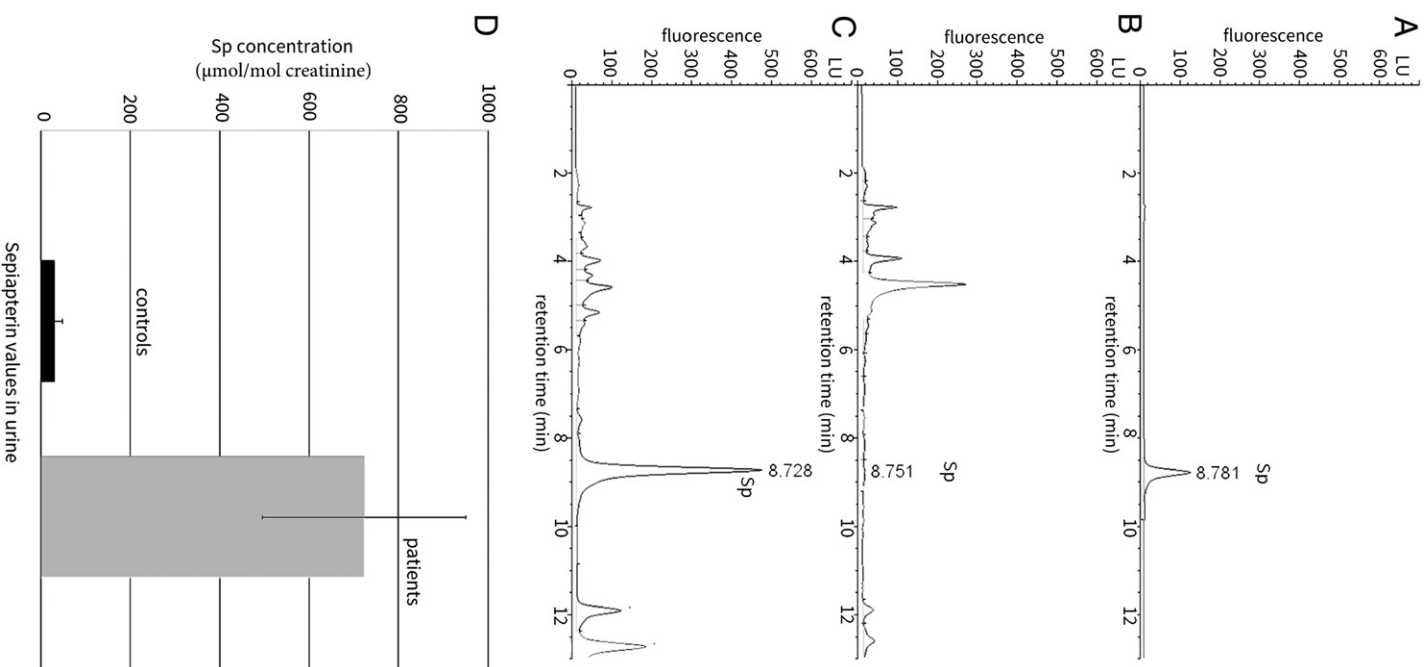 A
LU
600
500
400
300
200
100
0
fluorescence
2
4
6
8
10
12
retention time (min)
8.781
Sp
B
LU
600
500
400
300
200
100
0
fluorescence
2
4
6
8
10
12
retention time (min)
8.751
Sp
C
LU
600
500
400
300
200
100
0
fluorescence
2
4
6
8
10
12
retention time (min)
8.728
Sp
D
Sp concentration
(μmol/mol creatinine)
1000
800
600
400
200
0
controls
patients
Sepiapterin values in urine